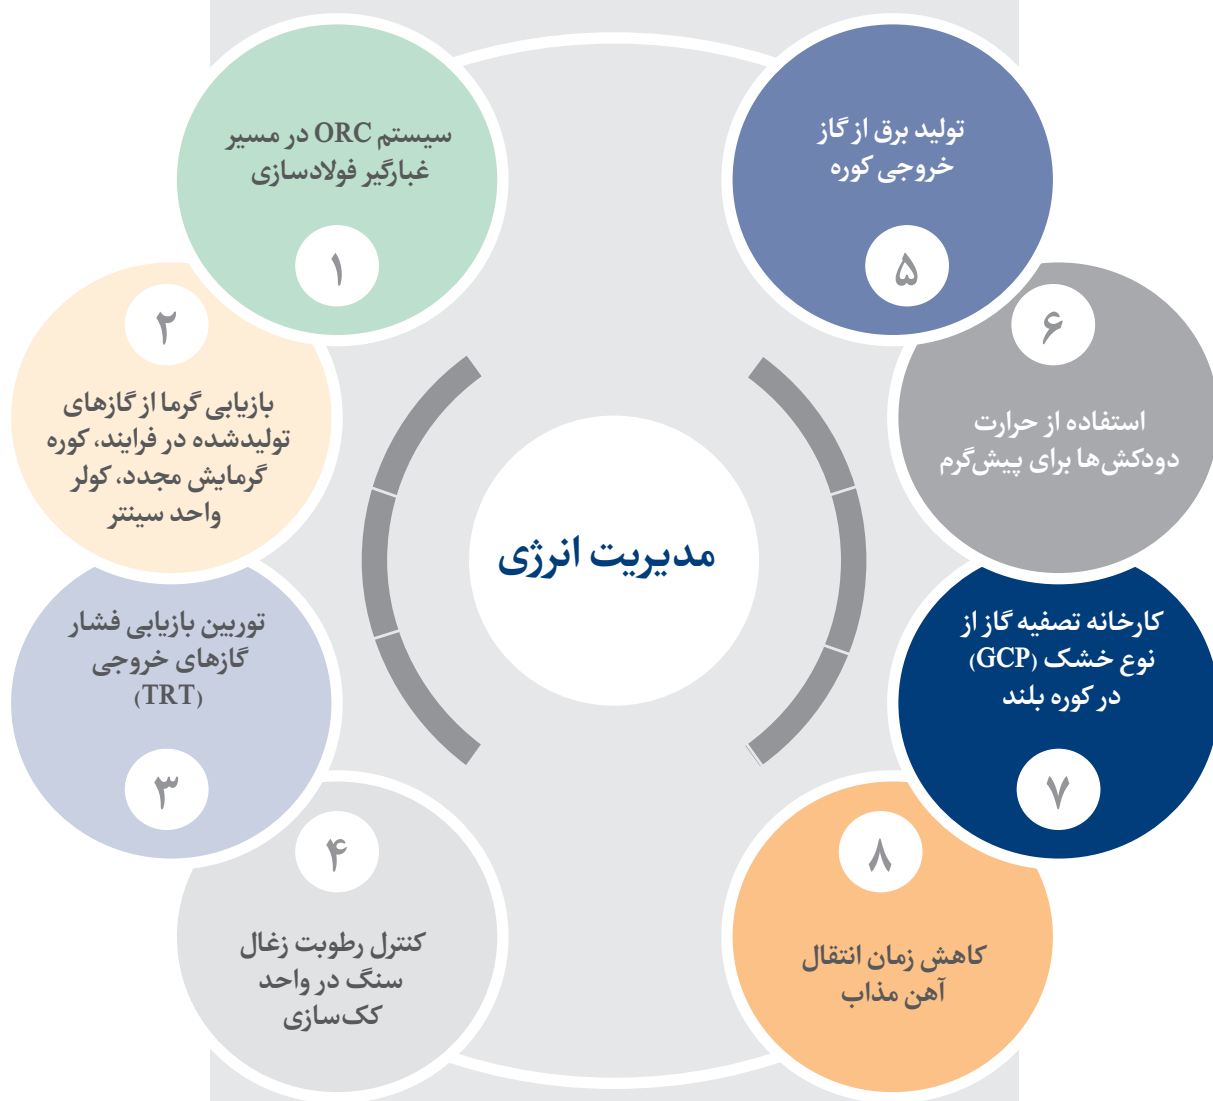 سیستم ORC در مسیر
غبارگیر فولادسازی
۱
۲
بازیابی گرما از گازهای
تولیدشده در فرایند، کوره
گرمایش مجدد، کولر
واحد سینتر
توربین بازیابی فشار
گازهای خروجی
(TRT)
۳
۴
کنترل رطوبت زغال
سنگ در واحد
کک‌سازی
مدیریت انرژی
تولید برق از گاز
خروجی کوره
۵
۶
استفاده از حرارت
دودکش‌ها برای پیش‌گرم
کارخانه تصفیه گاز از
نوع خشک (GCP)
در کوره بلند
۷
۸
کاهش زمان انتقال
آهن مذاب